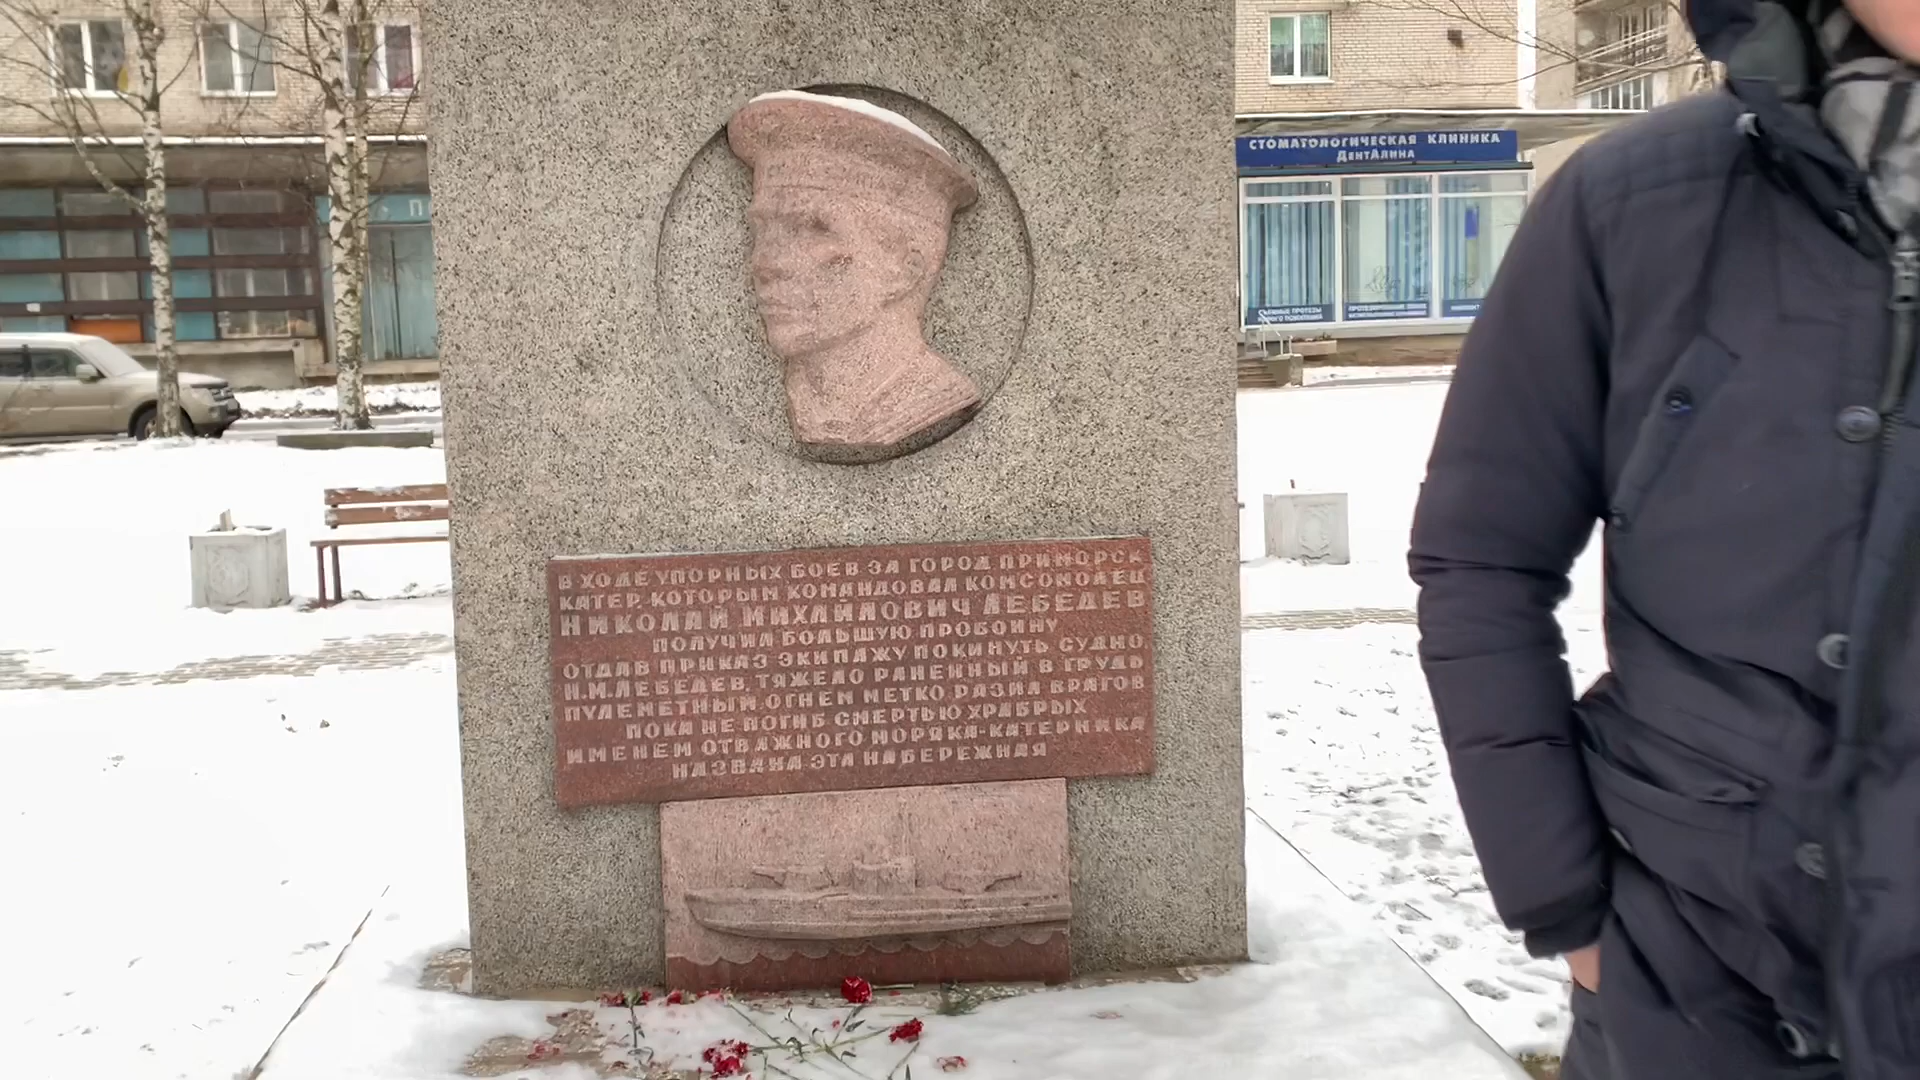 СТОМАТОЛОГИЧЕСКАЯ КЛИНИКА
ДентАлина
П
В ХОДЕ УПОРНЫХ БОЕВ ЗА ГОРОД ПРИМОРСК
КАТЕР, КОТОРЫМ КОМАНДОВАЛ КОМСОМОЛЕЦ
НИКОЛАЙ МИХАЙЛОВИЧ ЛЕБЕДЕВ
ПОЛУЧИЛ БОЛЬШУЮ ПРОБОИНУ
ОТДАВ ПРИКАЗ ЭКИПАЖУ ПОКИНУТЬ СУДНО
Н.М.ЛЕБЕДЕВ, ТЯЖЕЛО РАНЕННЫЙ В ГРУДЬ
ПУЛЕМЕТНЫМ ОГНЕМ МЕТКО РАЗИЛ ВРАГОВ
ПОКА НЕ ПОГИБ СМЕРТЬЮ ХРАБРЫХ
ИМЕНЕМ ОТВАЖНОГО МОРЯКА-КАТЕРНИКА
НАЗВАНА ЭТА НАБЕРЕЖНАЯ